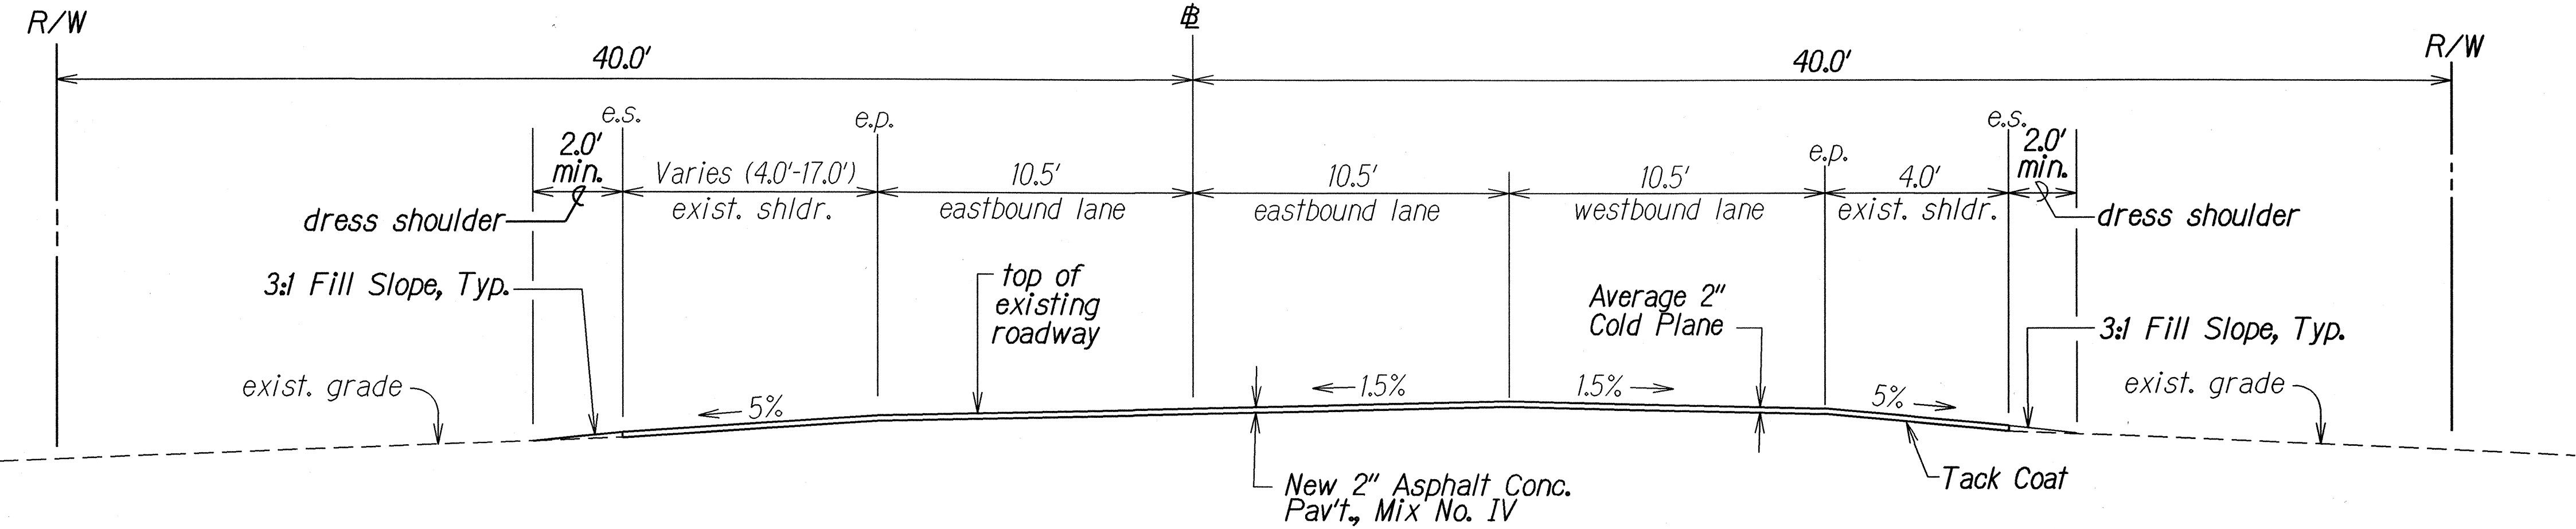 R/W
℄
R/W
40.0'
40.0'
e.s.
e.p.
e.s.
2.0'
min.
Varies (4.0'-17.0')
exist. shldr.
10.5'
eastbound lane
10.5'
eastbound lane
10.5'
westbound lane
e.p.
4.0'
exist. shldr.
2.0'
min.
dress shoulder
dress shoulder
3:1 Fill Slope, Typ.
top of
existing
roadway
Average 2"
Cold Plane
3:1 Fill Slope, Typ.
exist. grade
5%
1.5%
1.5%
5%
exist. grade
New 2" Asphalt Conc.
Pav't., Mix No. IV
Tack Coat